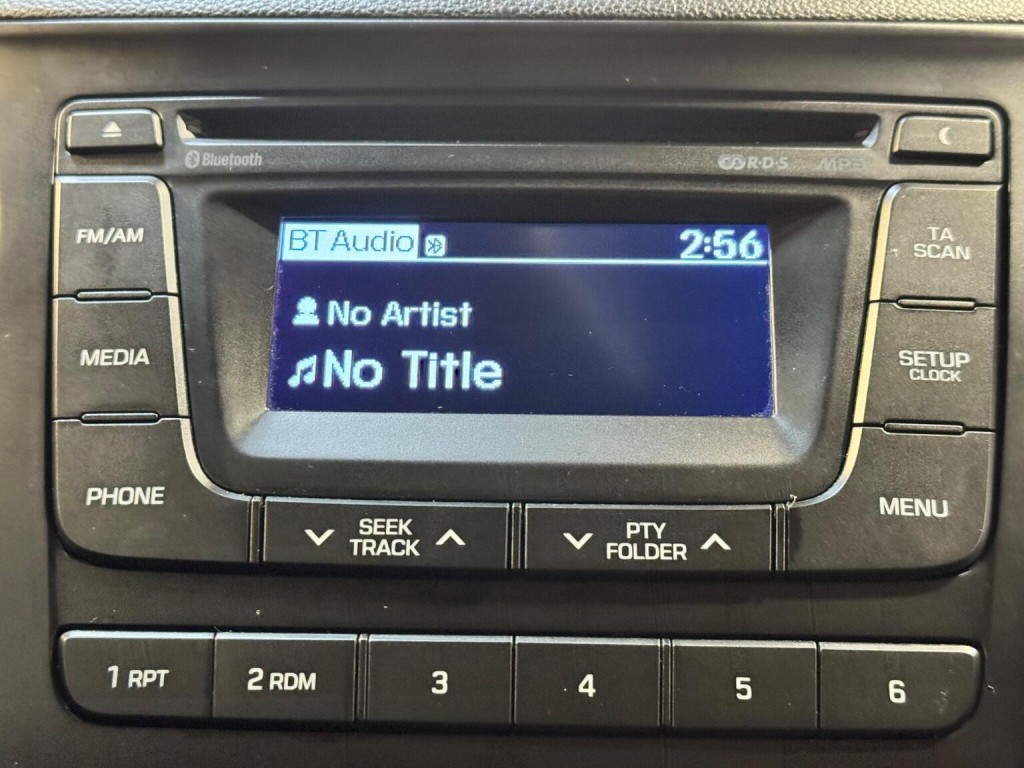 Bluetooth
R·D·S
MP3
FM/AM
BT Audio
2:56
TA
SCAN
No Artist
MEDIA
No Title
SETUP
CLOCK
PHONE
SEEK
TRACK
PTY
FOLDER
MENU
1 RPT
2 RDM
3
4
5
6